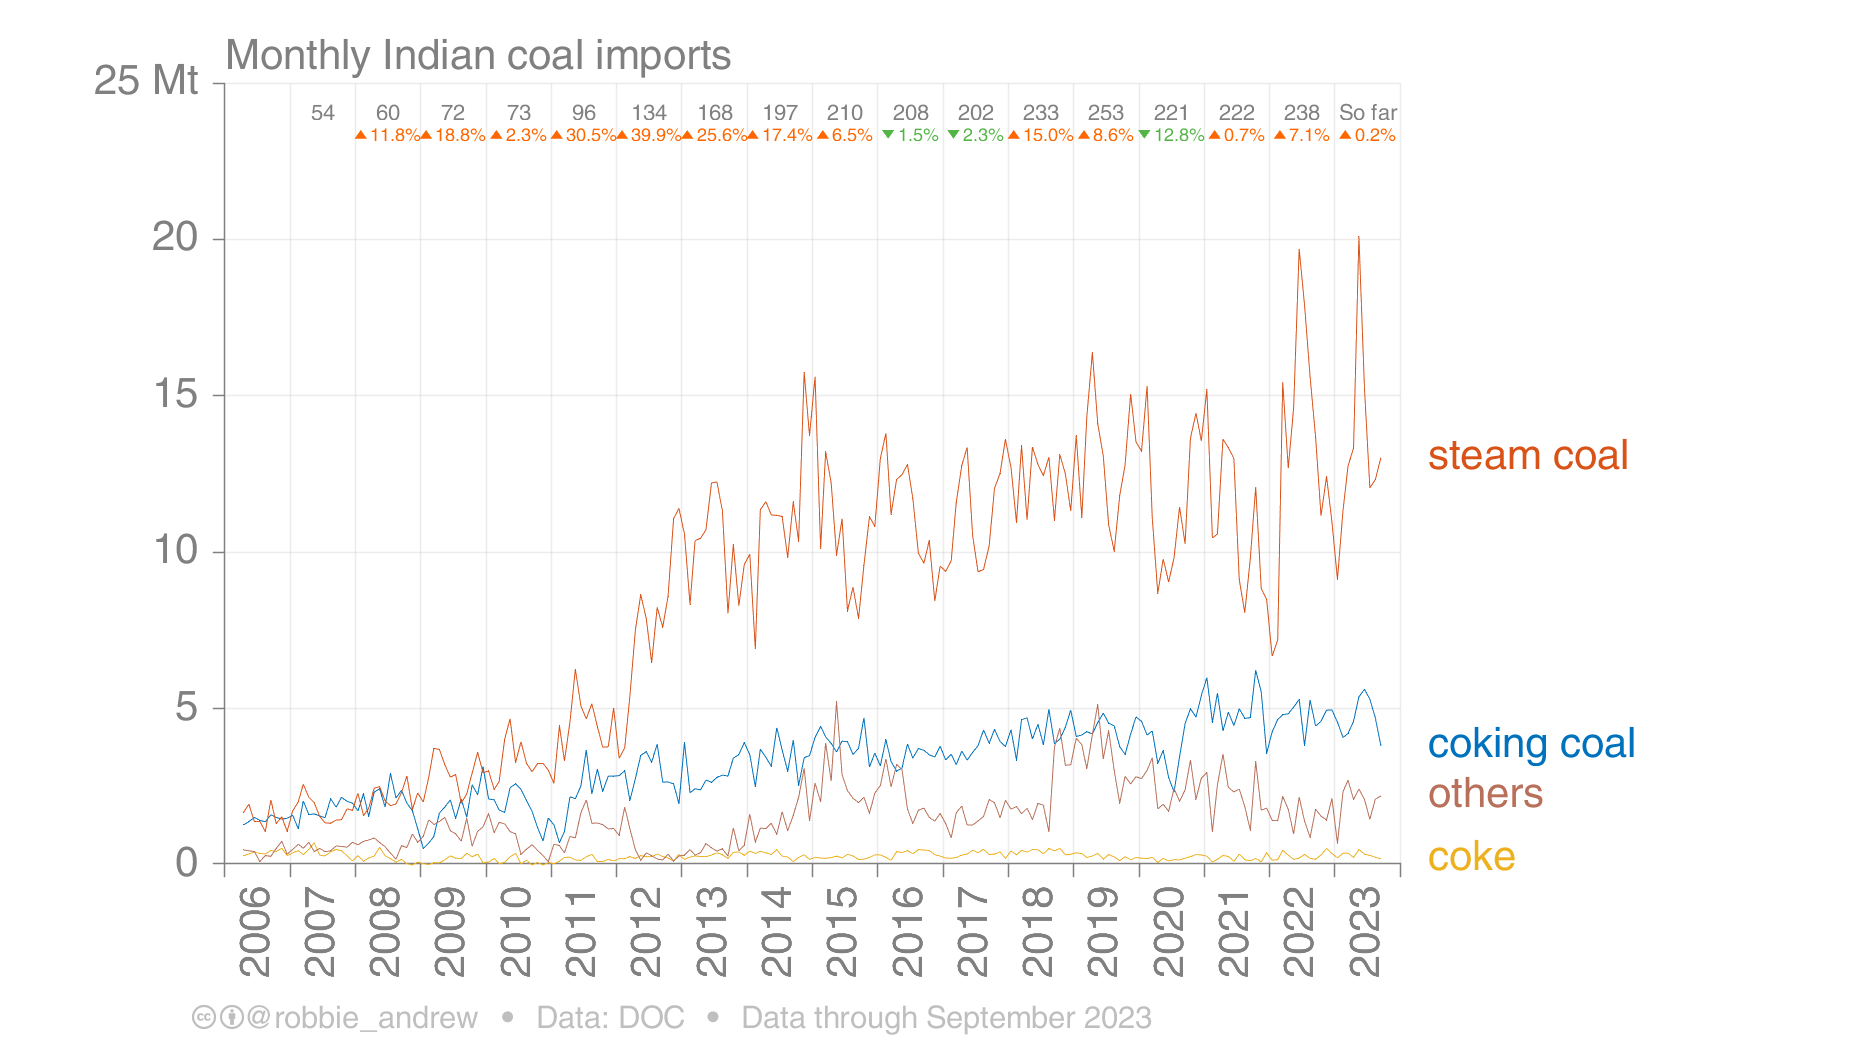 Monthly Indian coal imports
25 Mt
54 60 72 73 96 134 168 197 210 208 202 233 253 221 222 238 So far
▲ 11.8% ▲ 18.8% ▲ 2.3% ▲ 30.5% ▲ 39.9% ▲ 25.6% ▲ 17.4% ▲ 6.5% ▼ 1.5% ▼ 2.3% ▲ 15.0% ▲ 8.6% ▼ 12.8% ▲ 0.7% ▲ 7.1% ▲ 0.2%
20
15
10
5
0
steam coal
coking coal
others
coke
2006 2007 2008 2009 2010 2011 2012 2013 2014 2015 2016 2017 2018 2019 2020 2021 2022 2023
cc @robbie_andrew • Data: DOC • Data through September 2023